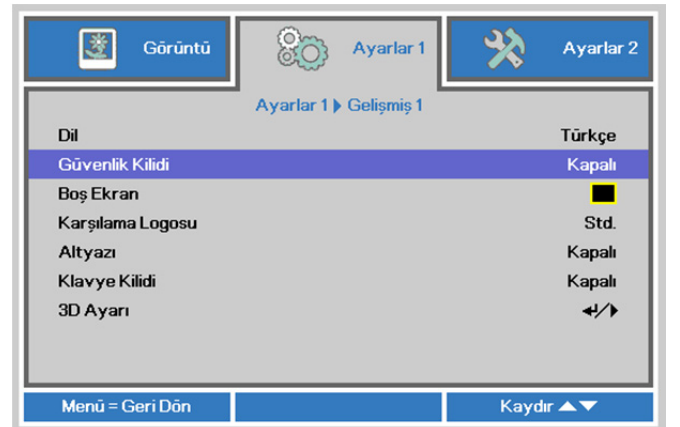 Görüntü
Ayarlar 1
Ayarlar 2
Ayarlar 1 Gelişmiş 1
Dil Türkçe
Güvenlik Kilidi Kapalı
Boş Ekran
Karşılama Logosu Std.
Altyazı Kapalı
Klavye Kilidi Kapalı
3D Ayarı /
Menü = Geri Dön
Kaydır